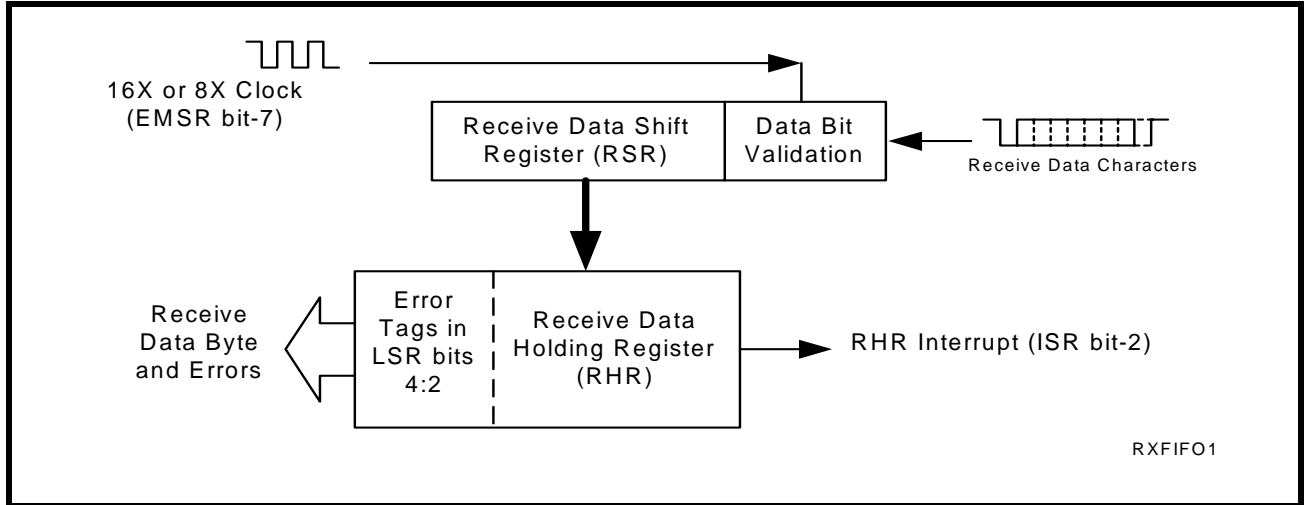 16X or 8X Clock
(EMSR bit-7)
Receive Data Shift
Register (RSR)
Data Bit
Validation
Receive Data Characters
Receive
Data Byte
and Errors
Error
Tags in
LSR bits
4:2
Receive Data
Holding Register
(RHR)
RHR Interrupt (ISR bit-2)
RXFIFO1